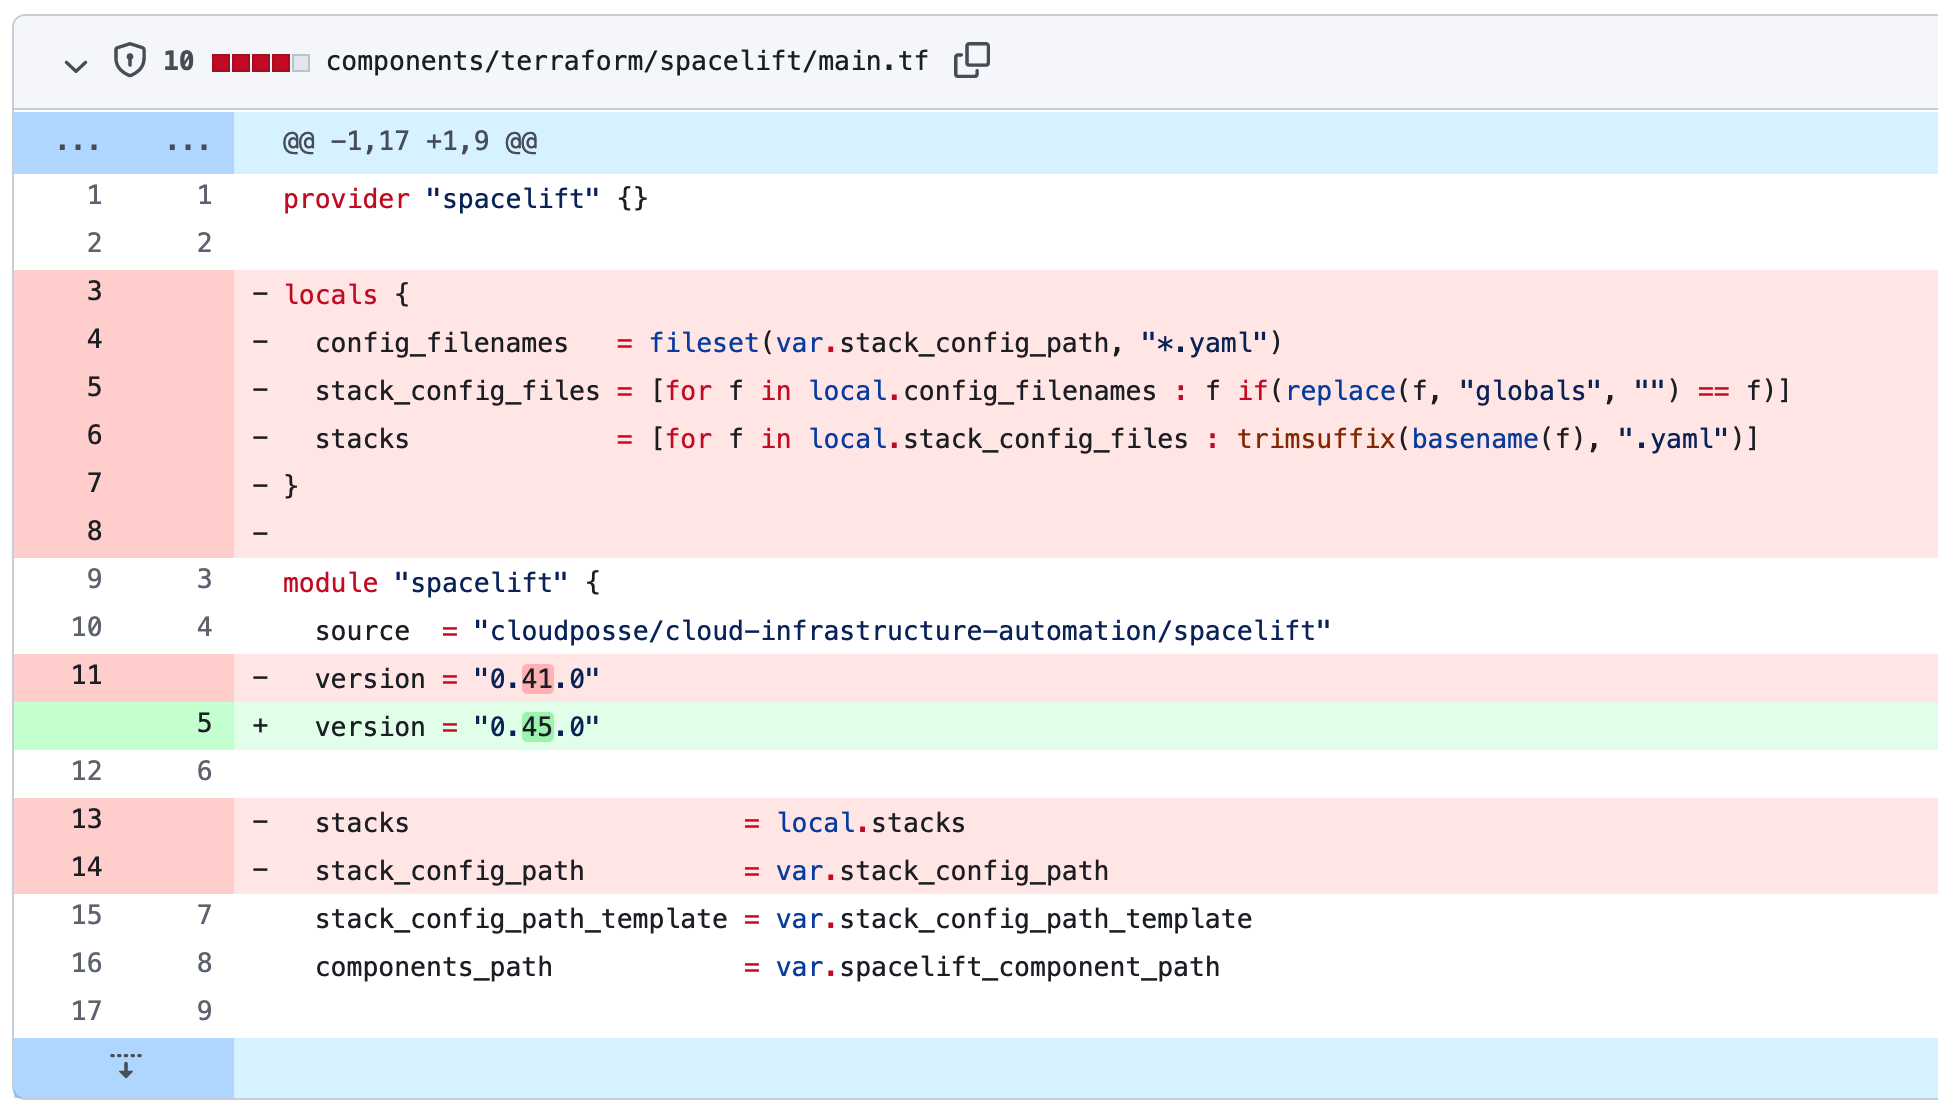 10 components/terraform/spacelift/main.tf
... ... @@ -1,17 +1,9 @@
1 1 provider "spacelift" {}
2 2
3 - locals {
4 -   config_filenames   = fileset(var.stack_config_path, "*.yaml")
5 -   stack_config_files = [for f in local.config_filenames : f if(replace(f, "globals", "") == f)]
6 -   stacks             = [for f in local.stack_config_files : trimsuffix(basename(f), ".yaml")]
7 - }
8 -
9 3 module "spacelift" {
10 4   source  = "cloudposse/cloud-infrastructure-automation/spacelift"
11 -   version = "0.41.0"
5 +   version = "0.45.0"
12 6
13 -   stacks                     = local.stacks
14 -   stack_config_path          = var.stack_config_path
15 7   stack_config_path_template = var.stack_config_path_template
16 8   components_path            = var.spacelift_component_path
17 9